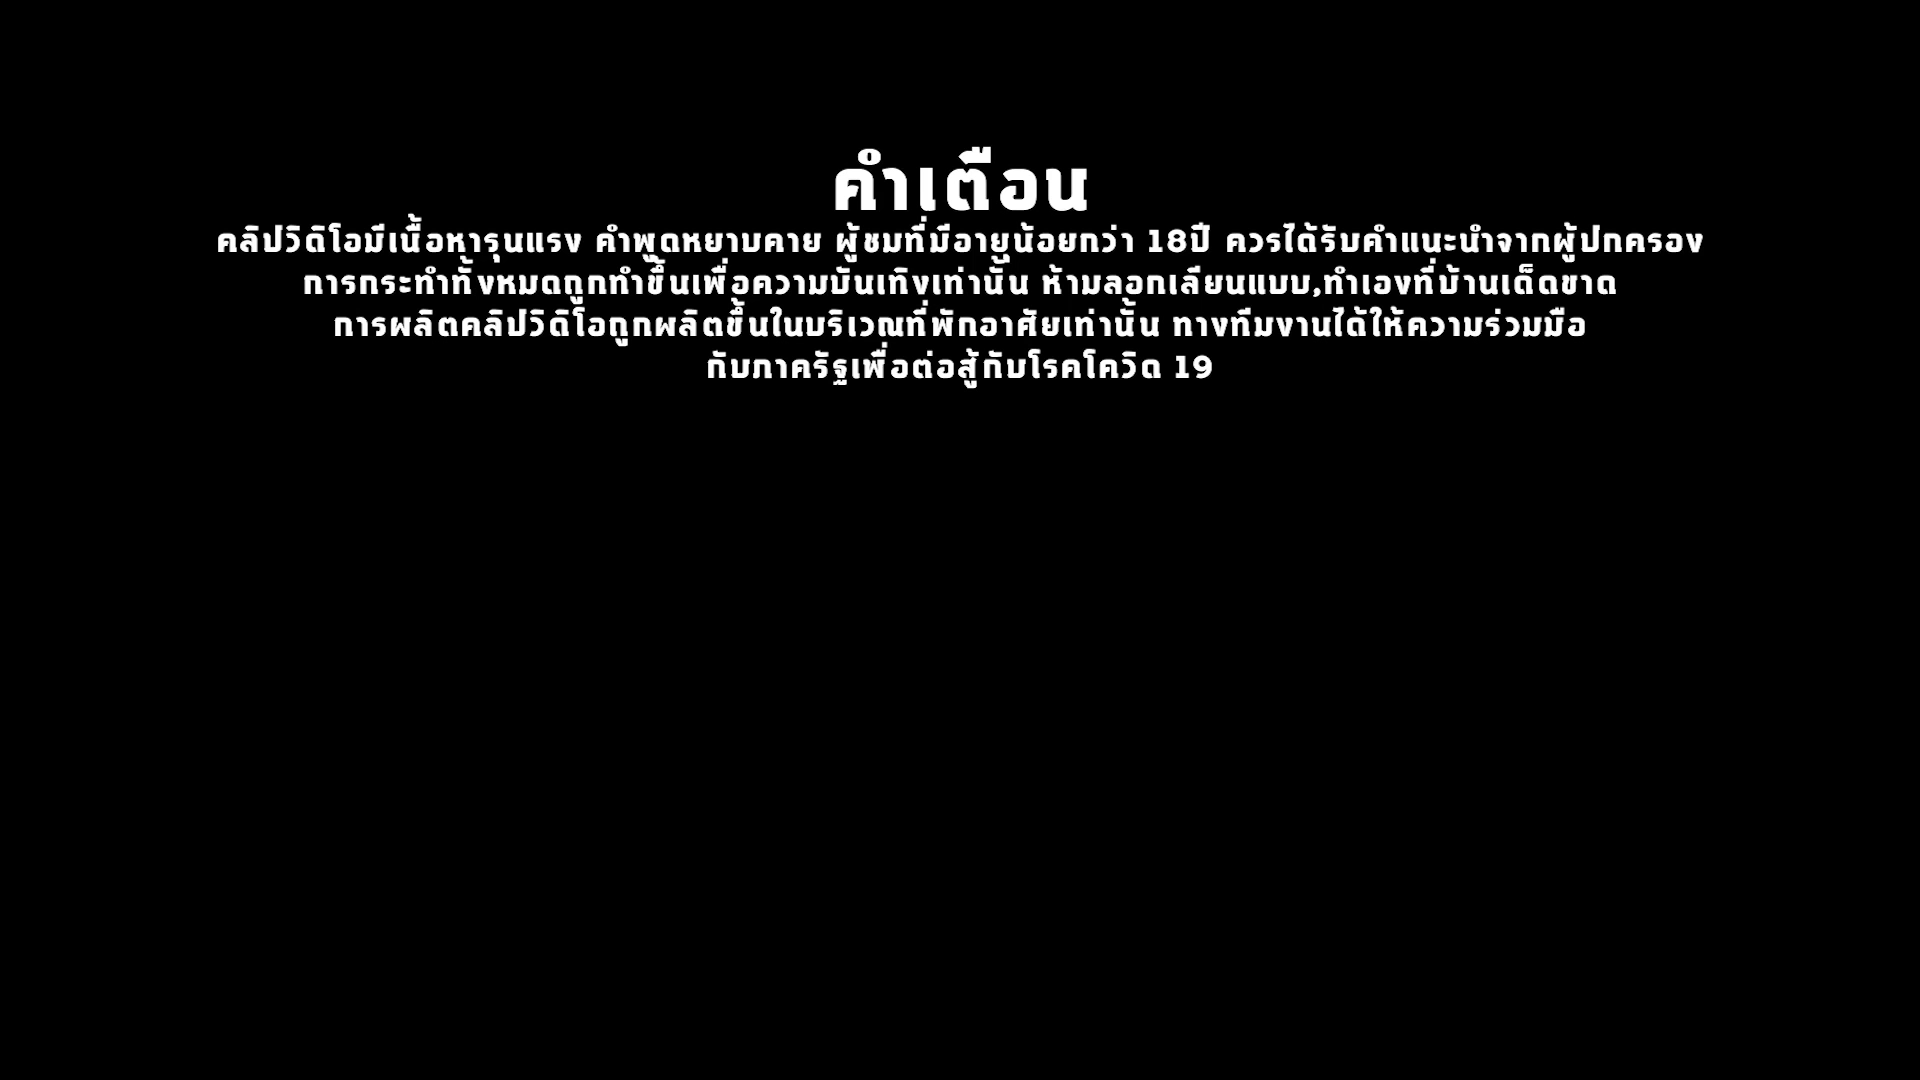 คำเตือน
คลิปวิดิโอมีเนื้อหารุนแรง คำพูดหยาบคาย ผู้ชมที่มีอายุน้อยกว่า 18ปี ควรได้รับคำแนะนำจากผู้ปกครอง
การกระทำทั้งหมดถูกทำขึ้นเพื่อความบันเทิงเท่านั้น ห้ามลอกเลียนแบบ,ทำเองที่บ้านเด็ดขาด
การผลิตคลิปวิดิโอถูกผลิตขึ้นในบริเวณที่พักอาศัยเท่านั้น ทางทีมงานได้ให้ความร่วมมือ
กับภาครัฐเพื่อต่อสู้กับโรคโควิด 19